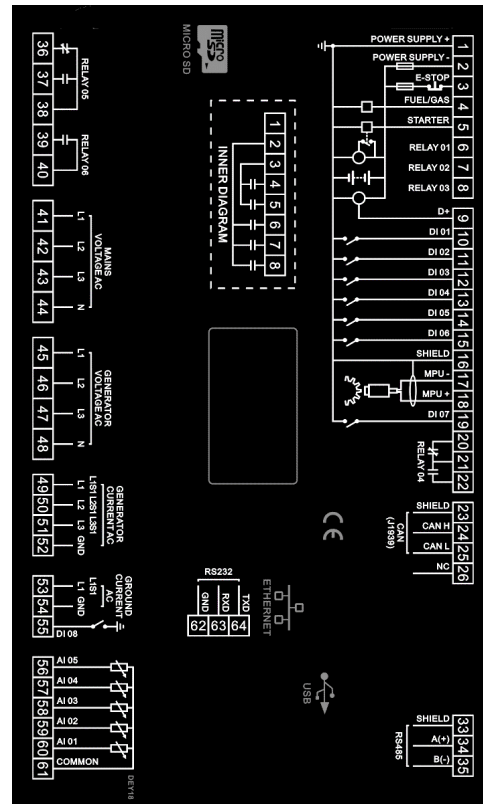 36
37
38
RELAY 05
39
40
RELAY 06
41
42
43
44
L1
L2
L3
N
MAINS
VOLTAGE AC
45
46
47
48
L1
L2
L3
N
GENERATOR
VOLTAGE AC
49
50
51
52
L1
L2
L3
GND
L1S1 L2S1 L3S1
GENERATOR
CURRENT AC
53
54
55
L1
GND
L1S1
GROUND
CURRENT
AC
DI 08
56
57
58
59
60
61
AI 05
AI 04
AI 03
AI 02
AI 01
COMMON
DEY18
MICRO SD
MICRO
INNER DIAGRAM
1
2
3
4
5
6
7
8
CE
RS232
GND
RXD
TXD
62 63 64
ETHERNET
USB
POWER SUPPLY + 1
POWER SUPPLY - 2
E-STOP 3
FUEL/GAS 4
STARTER 5
RELAY 01 6
RELAY 02 7
RELAY 03 8
D+ 9
DI 01 10
DI 02 11
DI 03 12
DI 04 13
DI 05 14
DI 06 15
SHIELD 16
MPU - 17
MPU + 18
DI 07 19
20
21
22
RELAY 04
SHIELD 23
CAN H 24
CAN L 25
NC 26
CAN
(J1939)
SHIELD 33
A(+) 34
B(-) 35
RS485